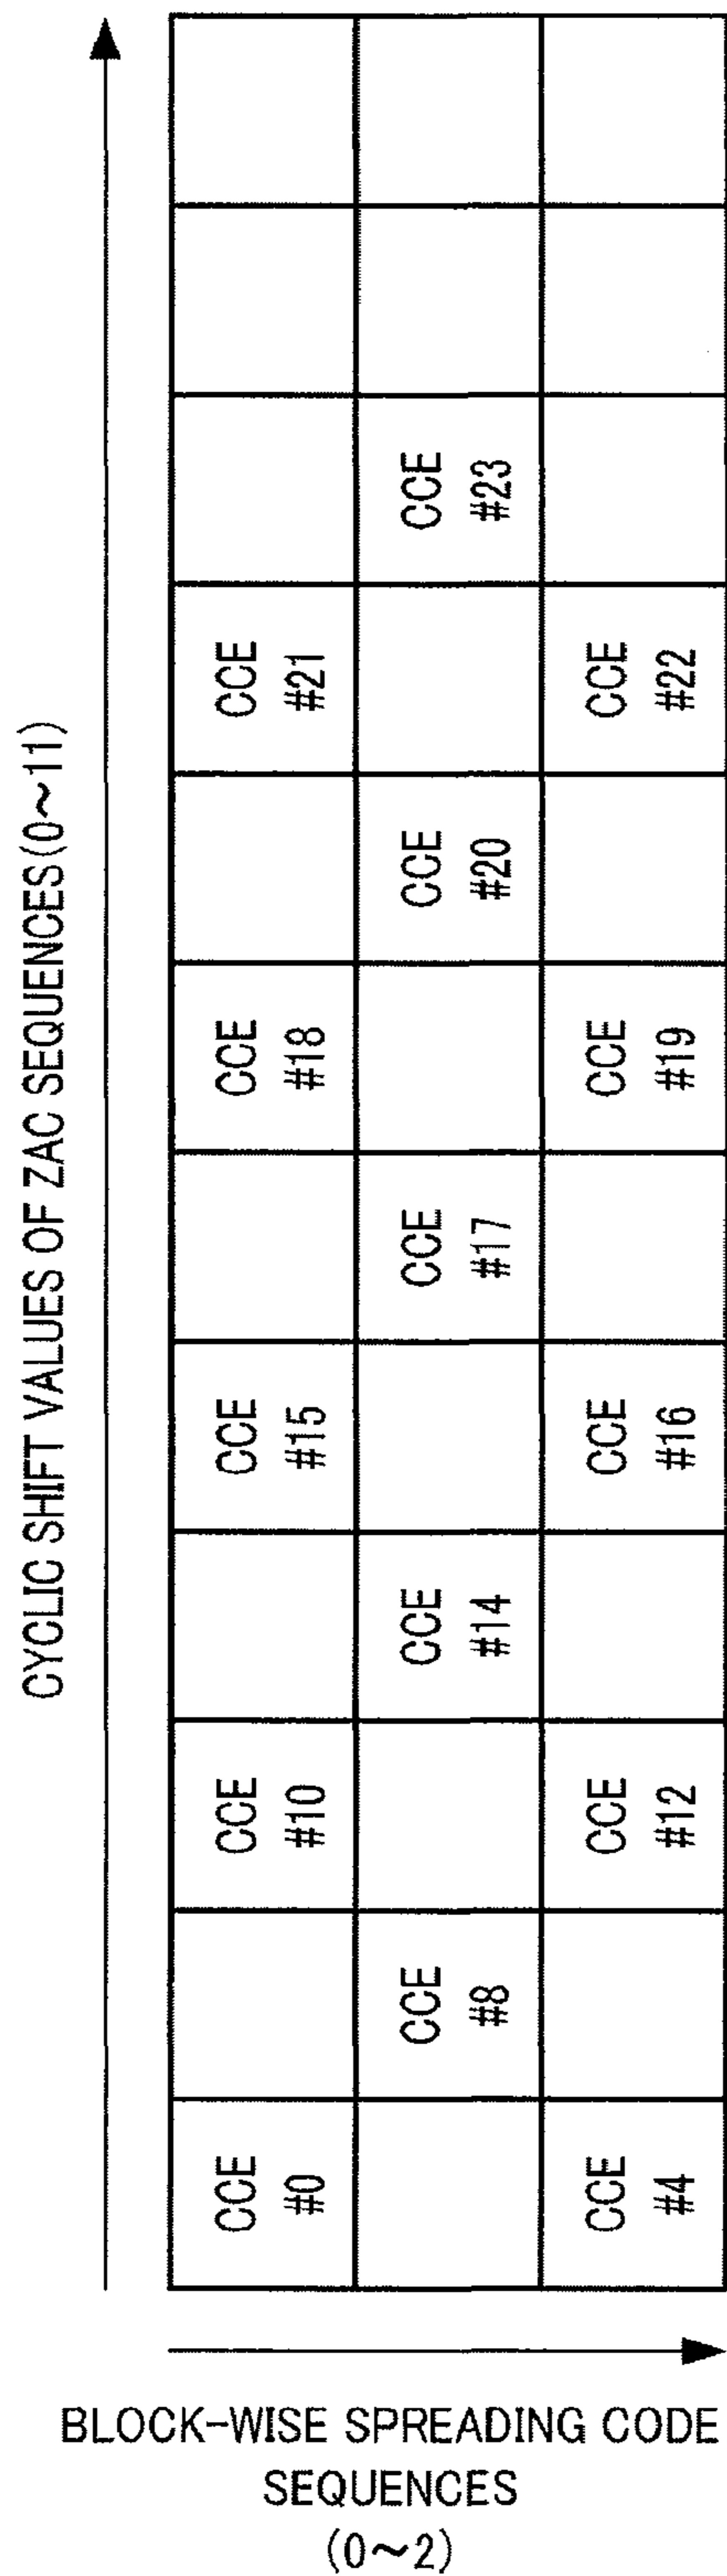 CYCLIC SHIFT VALUES OF ZAC SEQUENCES(0~11)
CCE
#23
CCE
#21
CCE
#22
CCE
#20
CCE
#18
CCE
#19
CCE
#17
CCE
#15
CCE
#16
CCE
#14
CCE
#10
CCE
#12
CCE
#8
CCE
#0
CCE
#4
BLOCK-WISE SPREADING CODE
SEQUENCES
(0~2)